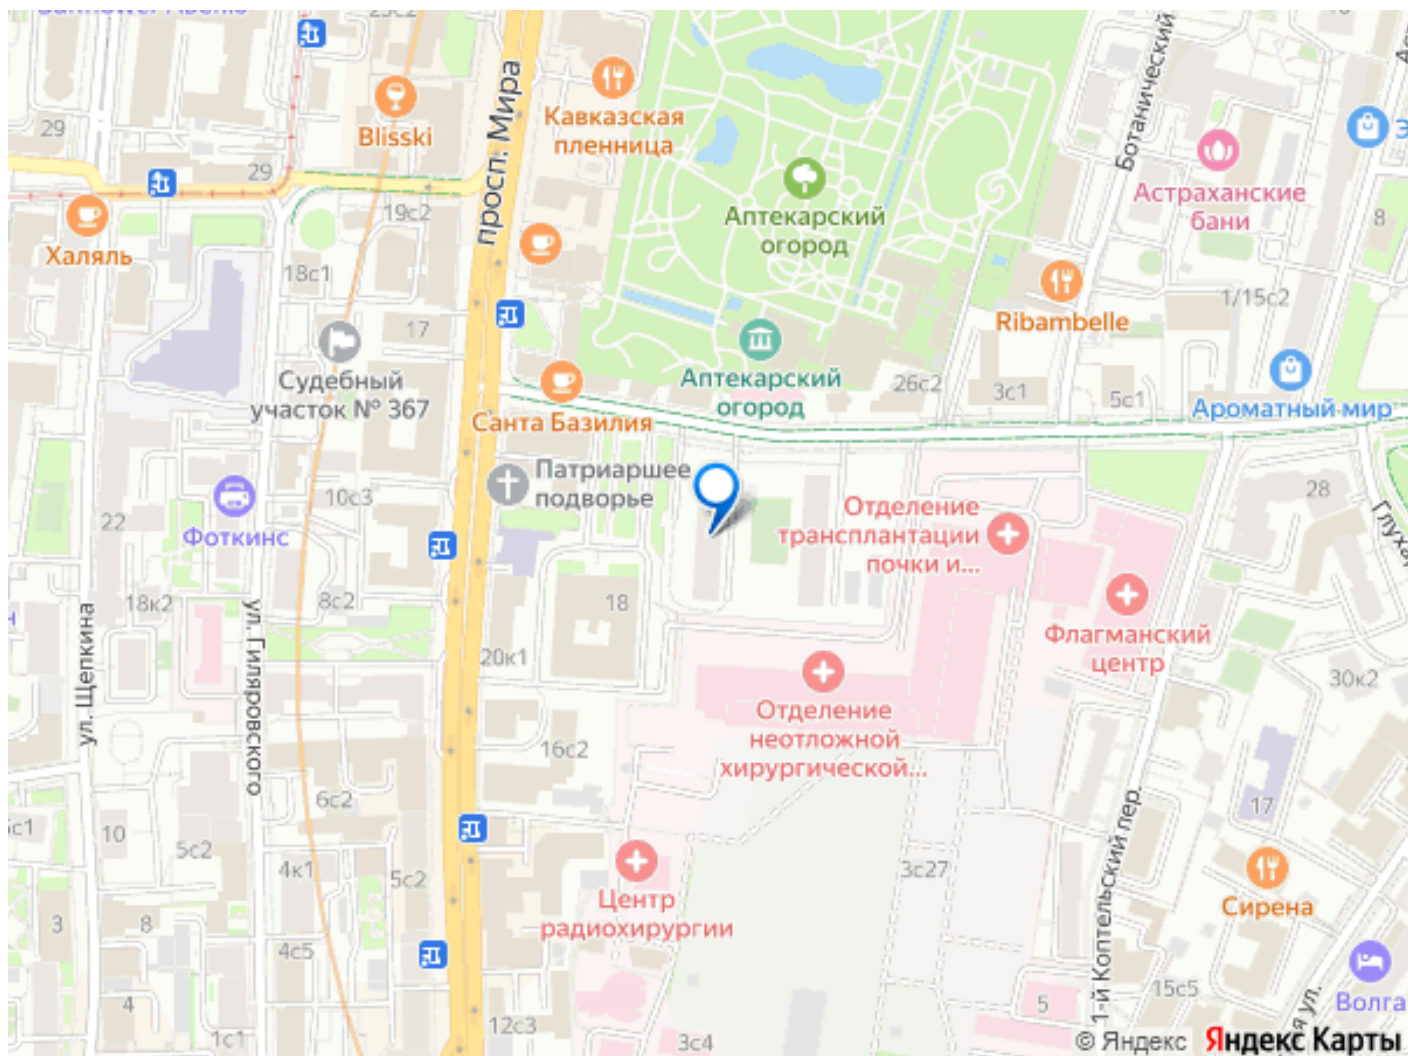 29
Blisski
просп. Мира
Кавказская
пленница
Ботанический
Э
29
19с2
Халяль
Аптекарский
огород
Астраханские
бани
8
18с1
17
1/15с2
Ribambelle
Судебный
участок № 367
Аптекарский
огород
26с2
3с1
5с1
Ароматный мир
Санта Базилия
Патриаршее
подворье
10с3
22
Фоткинс
Отделение
трансплантации
почки и...
28
18к2
8с2
18
ул. Щепкина
ул. Гиляровского
20к1
Флагманский
центр
30к2
Отделение
неотложной
хирургической...
16с2
6с2
10
5с2
4к1
5с2
17
3с27
1-й Коптельский пер.
Центр
радиохирургии
Сирена
3
8
4с5
4
1с1
12с3
3с4
5
15с5
Волга
я ул.
© Яндекс
Яндекс Карты